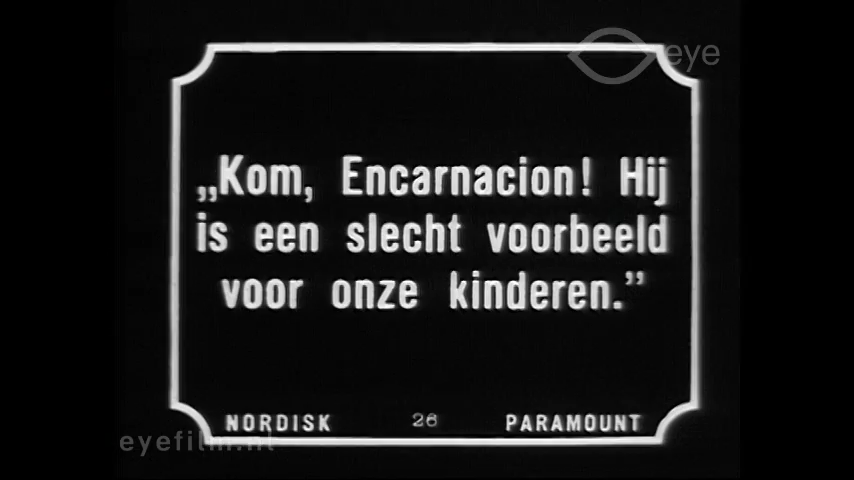 eye
„Kom, Encarnacion! Hij
is een slecht voorbeeld
voor onze kinderen.”
NORDISK 26 PARAMOUNT
eyefilm.nl